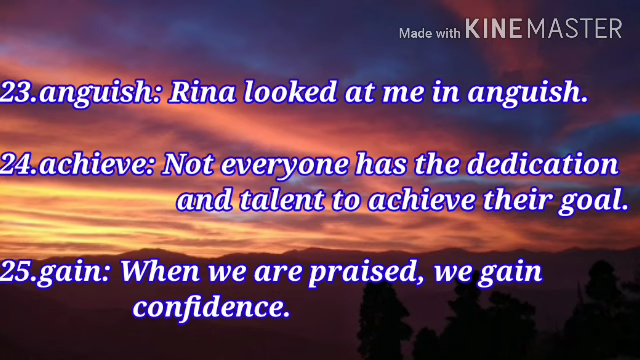 Made with KINEMASTER
23.anguish: Rina looked at me in anguish.
24.achieve: Not everyone has the dedication
and talent to achieve their goal.
25.gain: When we are praised, we gain
confidence.